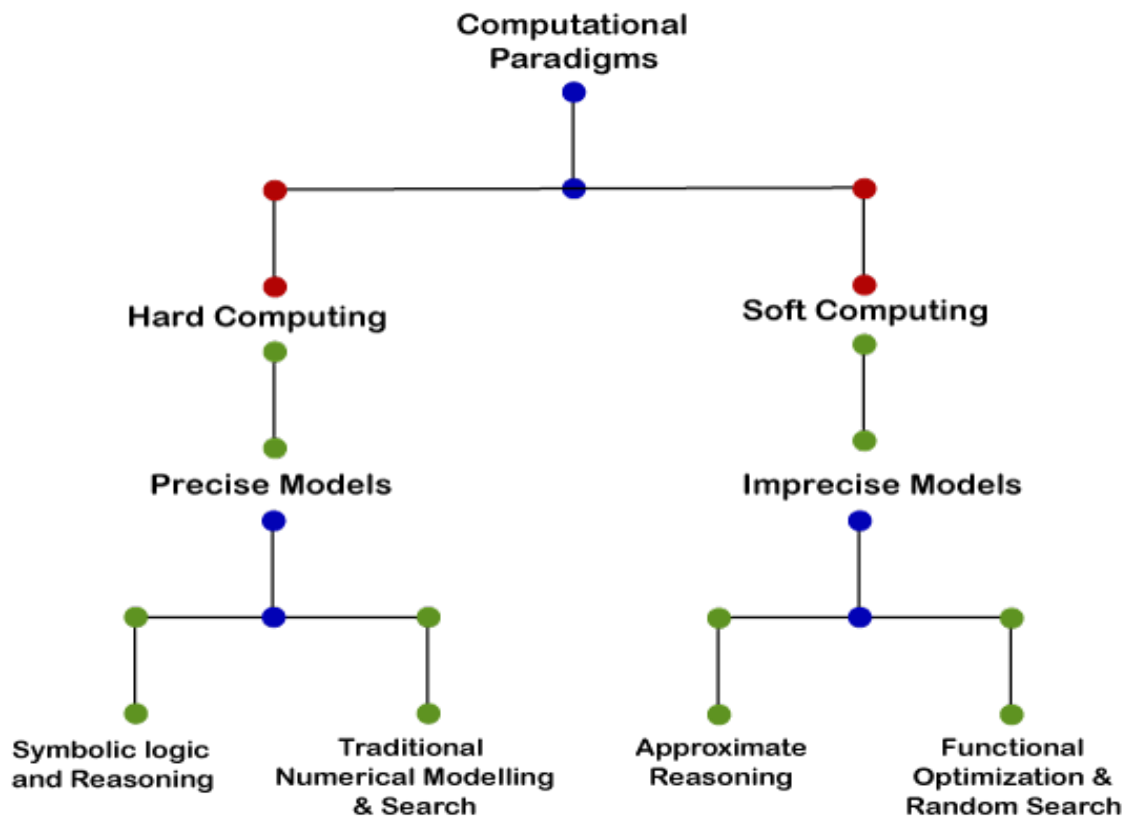 Computational
Paradigms
Hard Computing
Soft Computing
Precise Models
Imprecise Models
Symbolic logic
and Reasoning
Traditional
Numerical Modelling
& Search
Approximate
Reasoning
Functional
Optimization &
Random Search